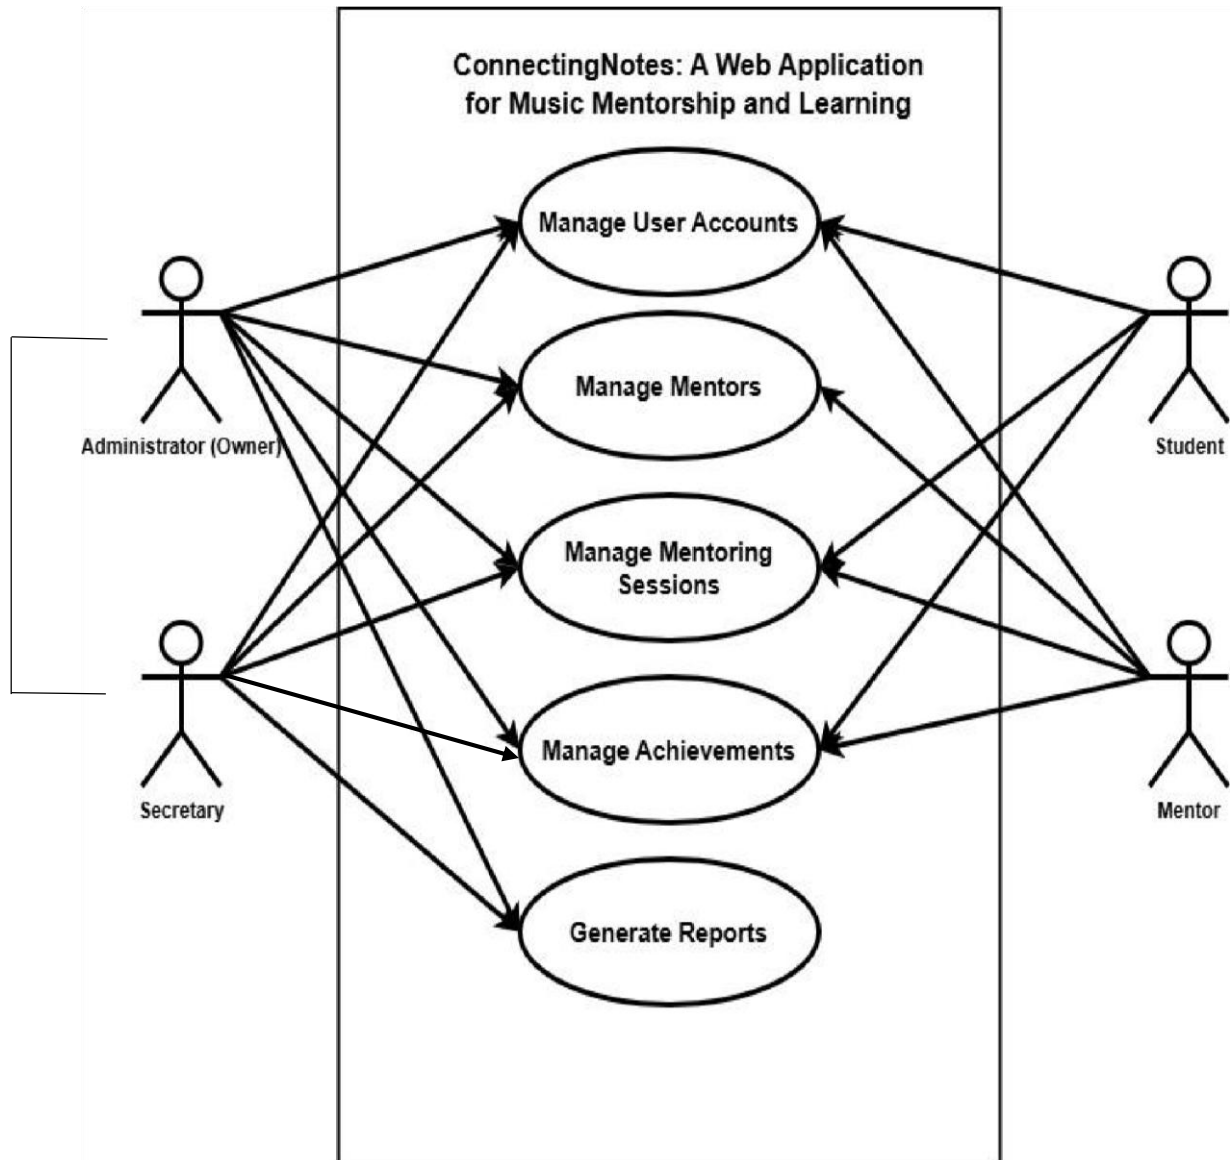 ConnectingNotes: A Web Application
for Music Mentorship and Learning
Manage User Accounts
Manage Mentors
Administrator (Owner)
Student
Manage Mentoring
Sessions
Manage Achievements
Secretary
Mentor
Generate Reports